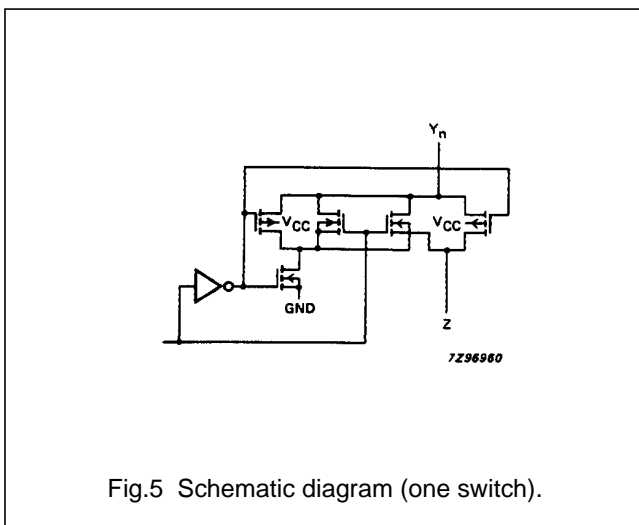 Yn
VCC VCC
GND
Z
7Z96960
Fig.5 Schematic diagram (one switch).